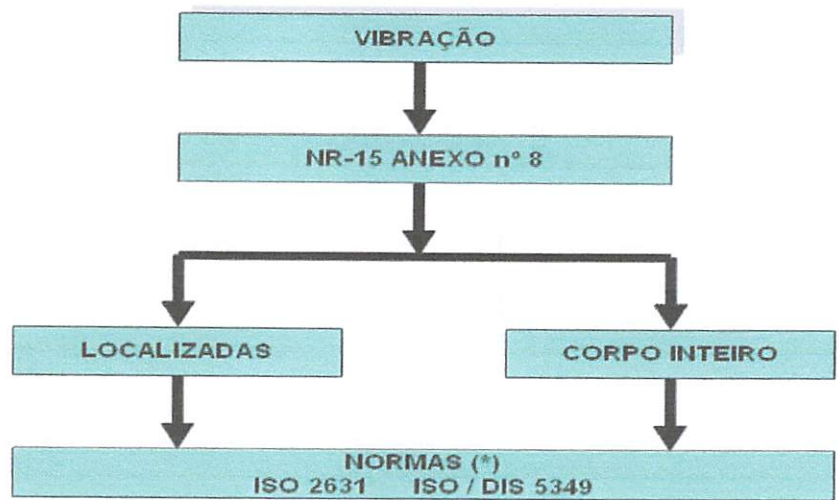 VIBRAÇÃO
NR-15 ANEXO nº 8
LOCALIZADAS
CORPO INTEIRO
NORMAS (*)
ISO 2631 ISO / DIS 5349